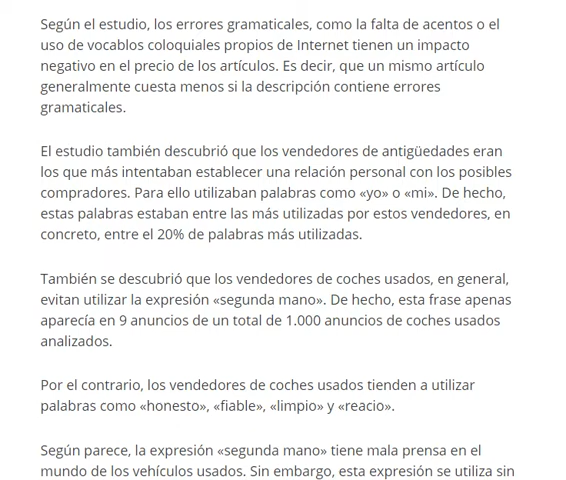 Según el estudio, los errores gramaticales, como la falta de acentos o el
uso de vocablos coloquiales propios de Internet tienen un impacto
negativo en el precio de los artículos. Es decir, que un mismo artículo
generalmente cuesta menos si la descripción contiene errores
gramaticales.
El estudio también descubrió que los vendedores de antigüedades eran
los que más intentaban establecer una relación personal con los posibles
compradores. Para ello utilizaban palabras como «yo» o «mi». De hecho,
estas palabras estaban entre las más utilizadas por estos vendedores, en
concreto, entre el 20% de palabras más utilizadas.
También se descubrió que los vendedores de coches usados, en general,
evitan utilizar la expresión «segunda mano». De hecho, esta frase apenas
aparecía en 9 anuncios de un total de 1.000 anuncios de coches usados
analizados.
Por el contrario, los vendedores de coches usados tienden a utilizar
palabras como «honesto», «fiable», «limpio» y «reacio».
Según parece, la expresión «segunda mano» tiene mala prensa en el
mundo de los vehículos usados. Sin embargo, esta expresión se utiliza sin